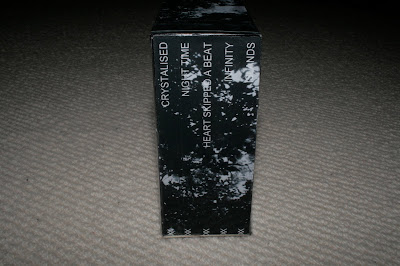 CRYSTALISED
NIGHT TIME
HEART SKIPPED A BEAT
INFINITY